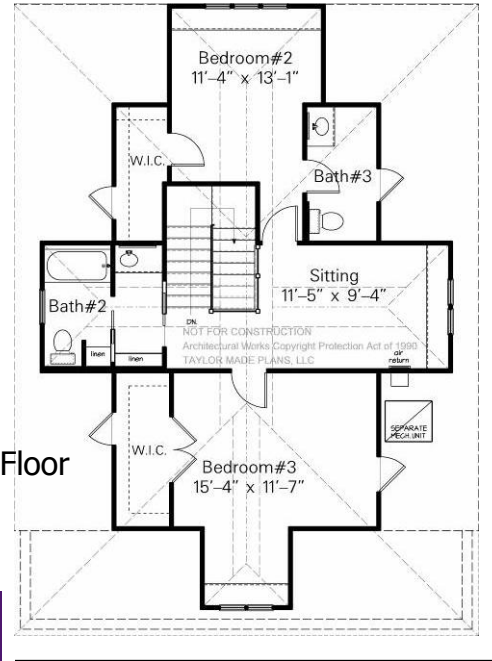 Bedroom#2
11'–4" x 13'–1"
W.I.C.
Bath#3
Sitting
11'–5" x 9'–4"
Bath#2
DN.
NOT FOR CONSTRUCTION
Architectural Works Copyright Protection Act of 1990
TAYLOR MADE PLANS, LLC
linen
linen
air
return
SEPARATE
MECH. UNIT
W.I.C.
Floor
Bedroom#3
15'–4" x 11'–7"